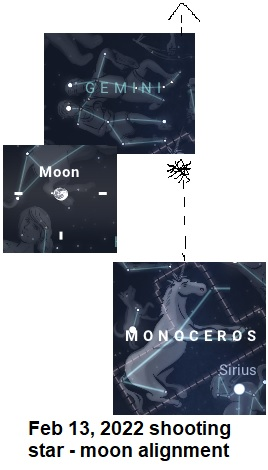 GEMINI
Moon
MONOCEROS
Sirius
Feb 13, 2022 shooting
star - moon alignment